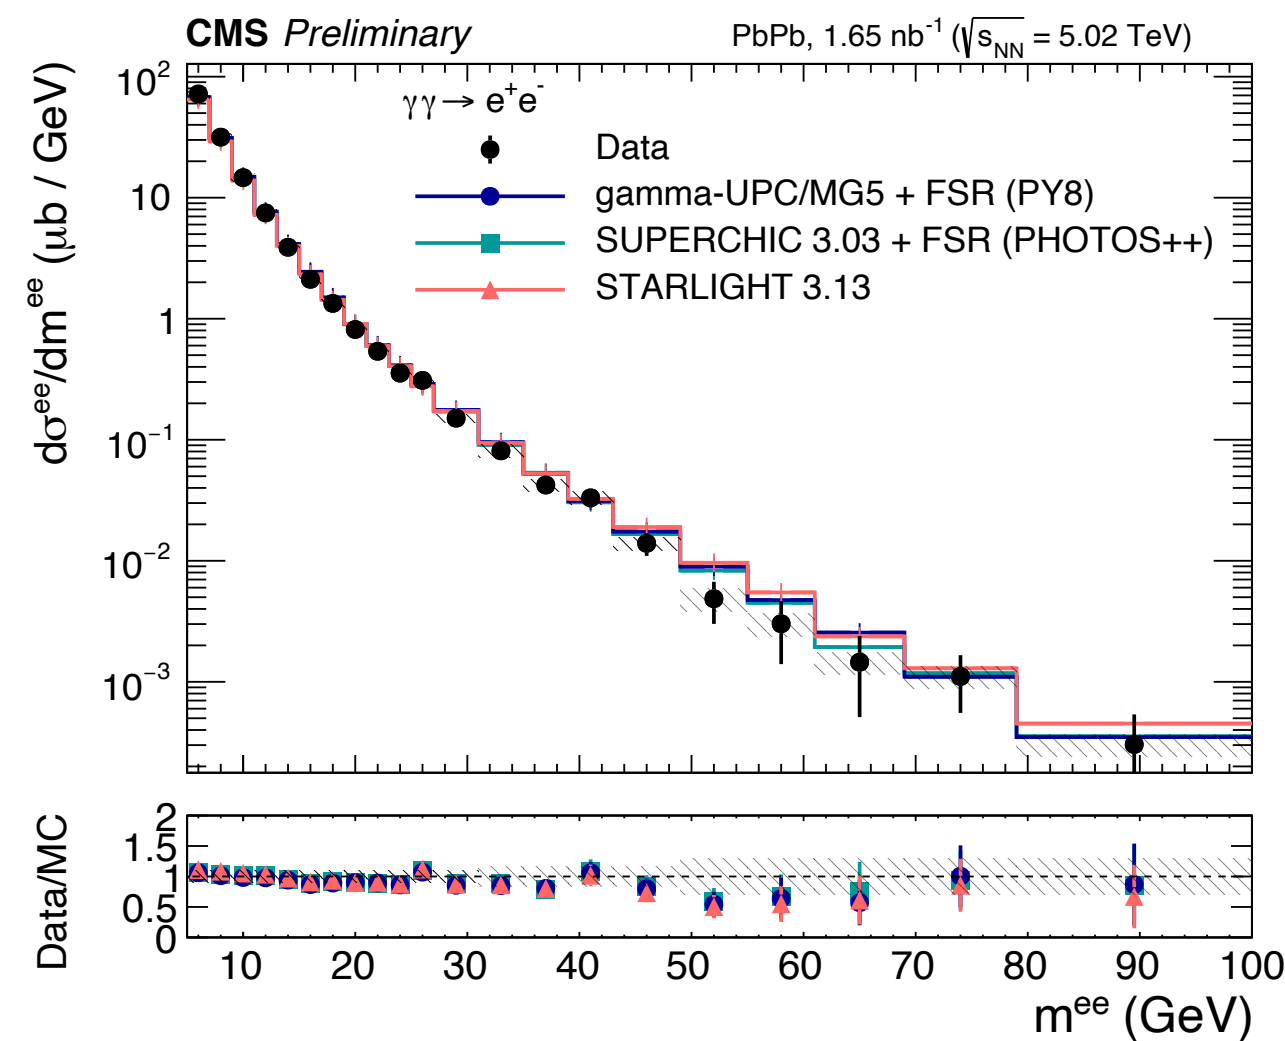 CMS Preliminary
PbPb, 1.65 nb⁻¹ (√s_NN = 5.02 TeV)
dσᵉᵉ/dmᵉᵉ (μb / GeV)
10²
10
1
10⁻¹
10⁻²
10⁻³
γγ→ e⁺e⁻
Data
gamma-UPC/MG5 + FSR (PY8)
SUPERCHIC 3.03 + FSR (PHOTOS++)
STARLIGHT 3.13
Data/MC
2
1.5
1
0.5
0
10 20 30 40 50 60 70 80 90 100
mᵉᵉ (GeV)